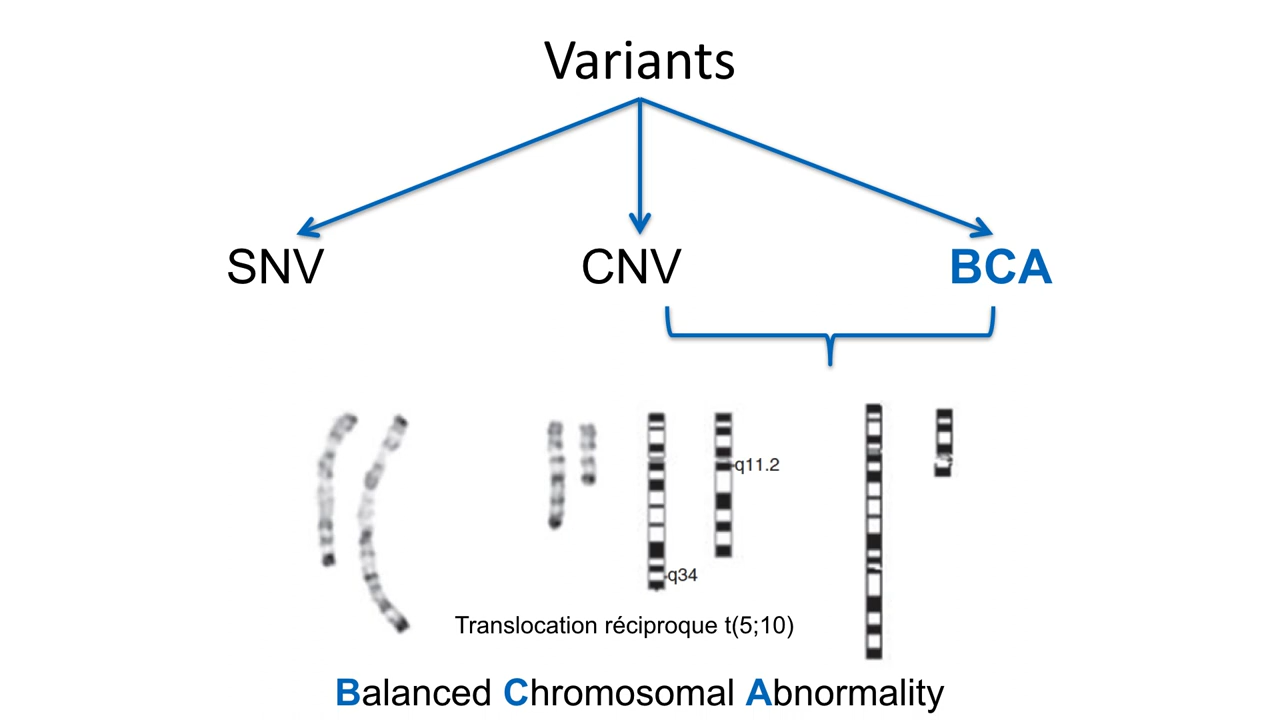 Variants
SNV CNV BCA
q11.2
q34
Translocation réciproque t(5;10)
Balanced Chromosomal Abnormality